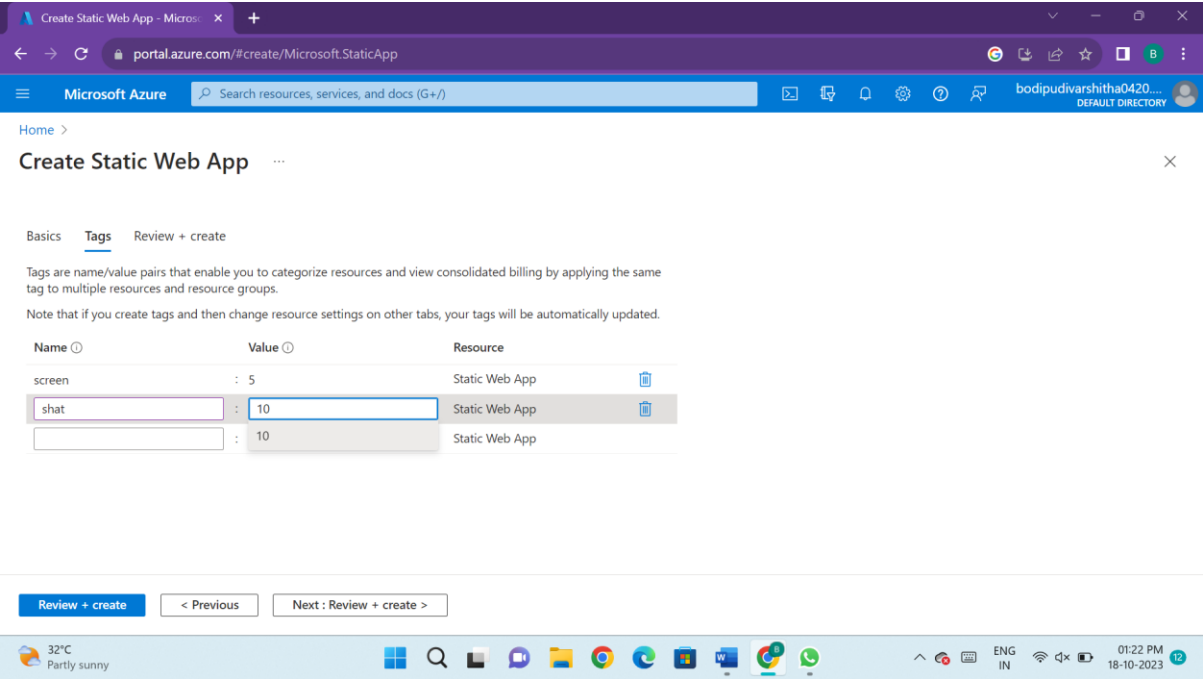 Create Static Web App - Micros
portal.azure.com/#create/Microsoft.StaticApp
G
B
Microsoft Azure
Search resources, services, and docs (G+/)
bodipudivarshitha0420....
DEFAULT DIRECTORY
Home >
Create Static Web App ...
Basics Tags Review + create
Tags are name/value pairs that enable you to categorize resources and view consolidated billing by applying the same
tag to multiple resources and resource groups.
Note that if you create tags and then change resource settings on other tabs, your tags will be automatically updated.
Name Value Resource
screen : 5 Static Web App
shat : 10 Static Web App
: 10 Static Web App
Review + create < Previous Next : Review + create >
32°C
Partly sunny
W
B
ENG
IN
01:22 PM
18-10-2023
12